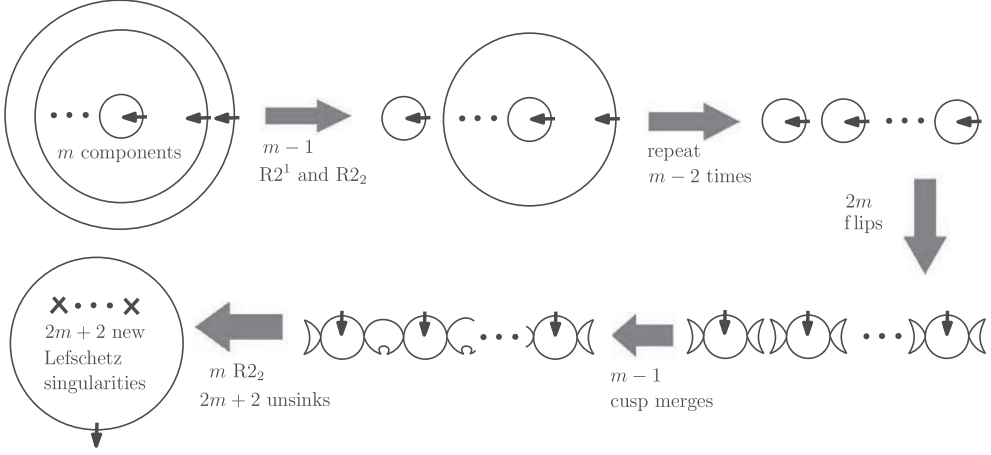 m components
m − 1
R2¹ and R2₂
repeat
m − 2 times
2m
flips
m − 1
cusp merges
m R2₂
2m + 2 unsinks
2m + 2 new
Lefschetz
singularities